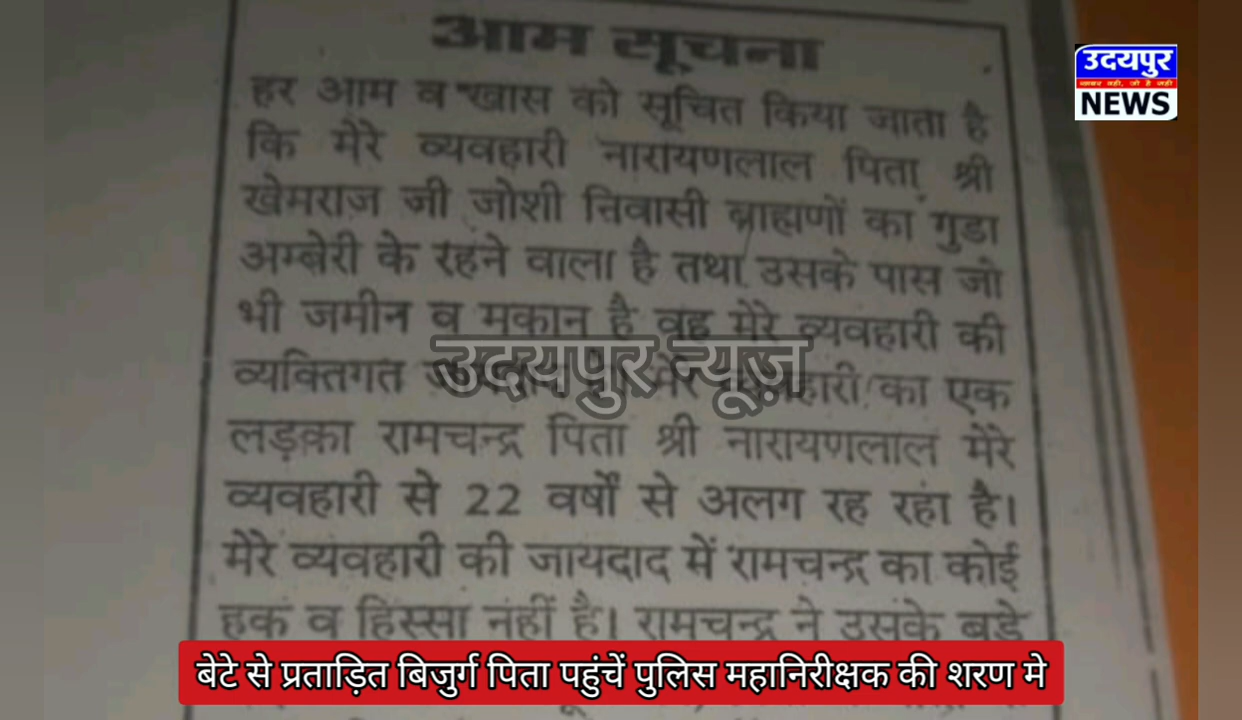 आम सूचना
हर आम व खास को सूचित किया जाता है
कि मेरे व्यवहारी नारायणलाल पिता श्री
खेमराज जी जोशी निवासी ब्राह्मणों का गुडा
अम्बेरी के रहने वाला है तथा उसके पास जो
भी जमीन व मकान है वह मेरे व्यवहारी की
व्यक्तिगत मेरे व्यवहारी का एक
लड़का रामचन्द्र पिता श्री नारायणलाल मेरे
व्यवहारी से 22 वर्षो से अलग रह रहा है।
मेरे व्यवहारी की जायदाद में रामचन्द्र का कोई
हक व हिस्सा नहीं है। रामचन्द्र ने उसके बडे
उदयपुर
NEWS
उदयपुर न्यूज़
बेटे से प्रताड़ित बिजुर्ग पिता पहुंचें पुलिस महानिरीक्षक की शरण मे